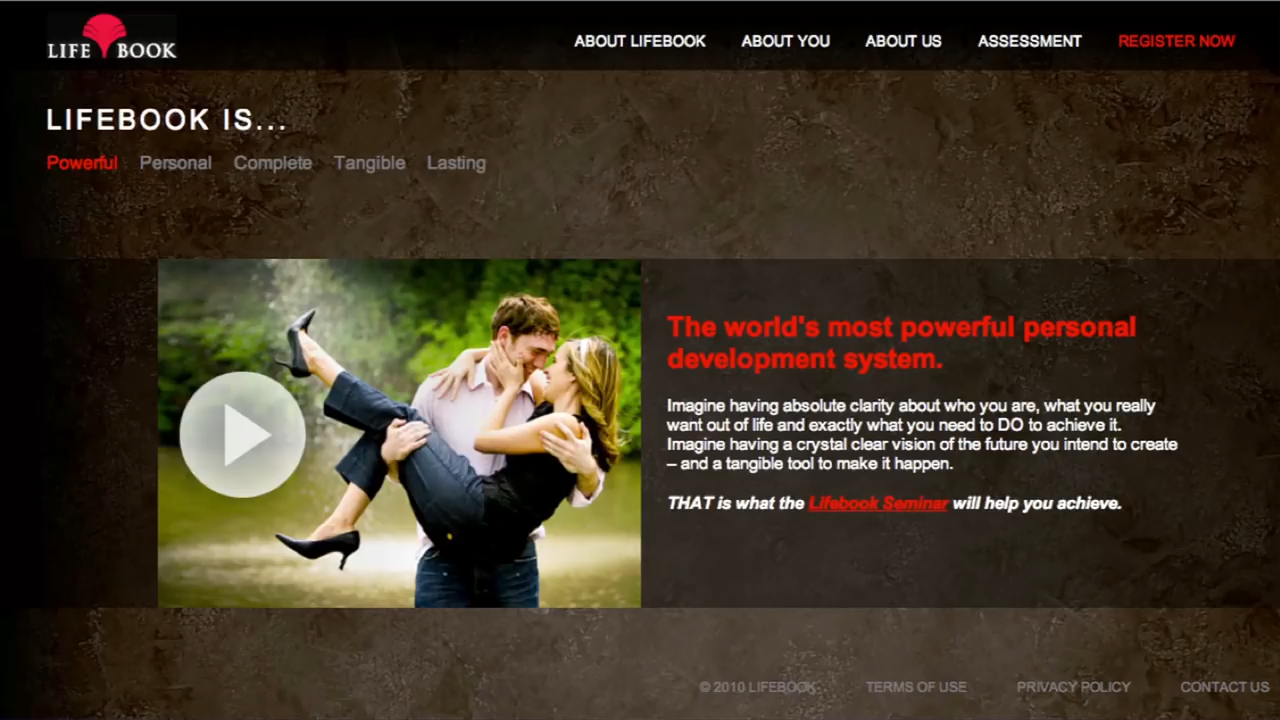 LIFE BOOK
ABOUT LIFEBOOK ABOUT YOU ABOUT US ASSESSMENT REGISTER NOW
LIFEBOOK IS...
Powerful Personal Complete Tangible Lasting
The world's most powerful personal
development system.
Imagine having absolute clarity about who you are, what you really
want out of life and exactly what you need to DO to achieve it.
Imagine having a crystal clear vision of the future you intend to create
– and a tangible tool to make it happen.
THAT is what the Lifebook Seminar will help you achieve.
© 2010 LIFEBOOK TERMS OF USE PRIVACY POLICY CONTACT US